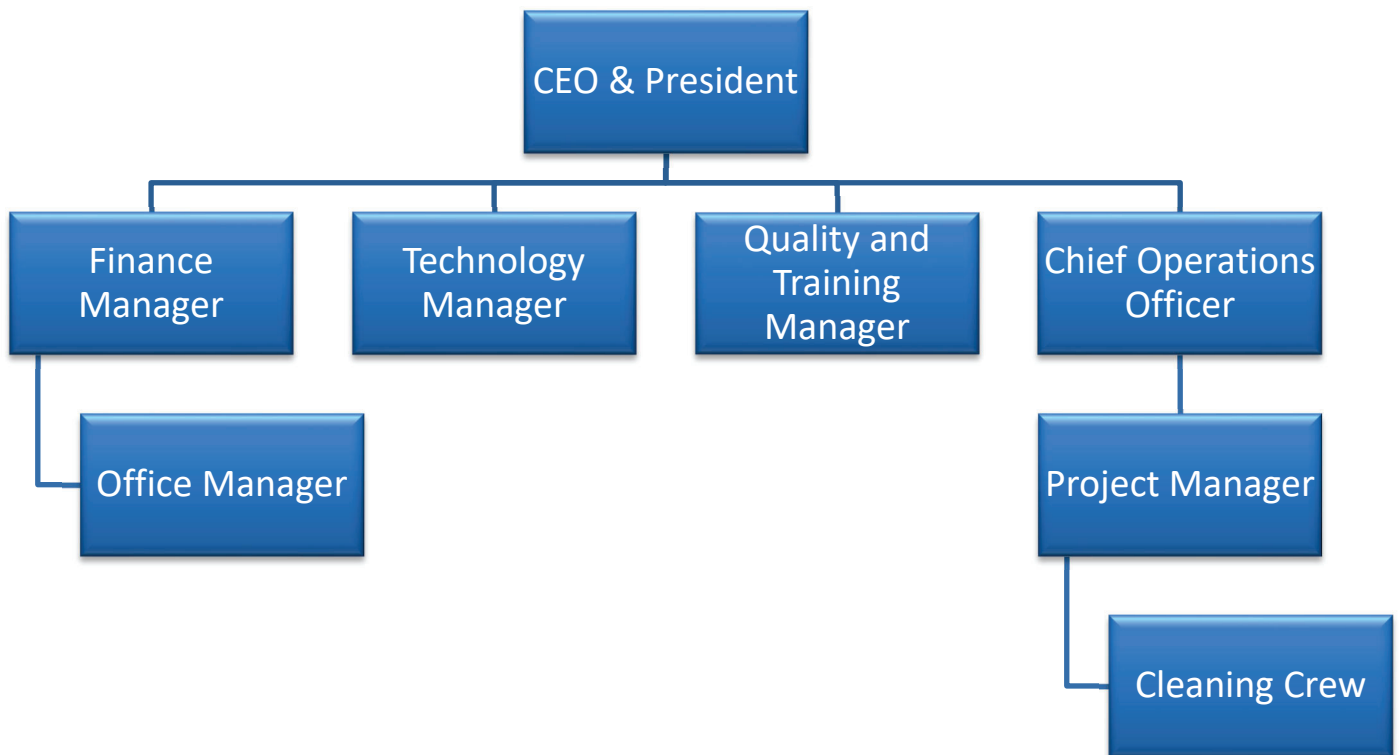 CEO & President
Finance
Manager
Technology
Manager
Quality and
Training
Manager
Chief Operations
Officer
Office Manager
Project Manager
Cleaning Crew